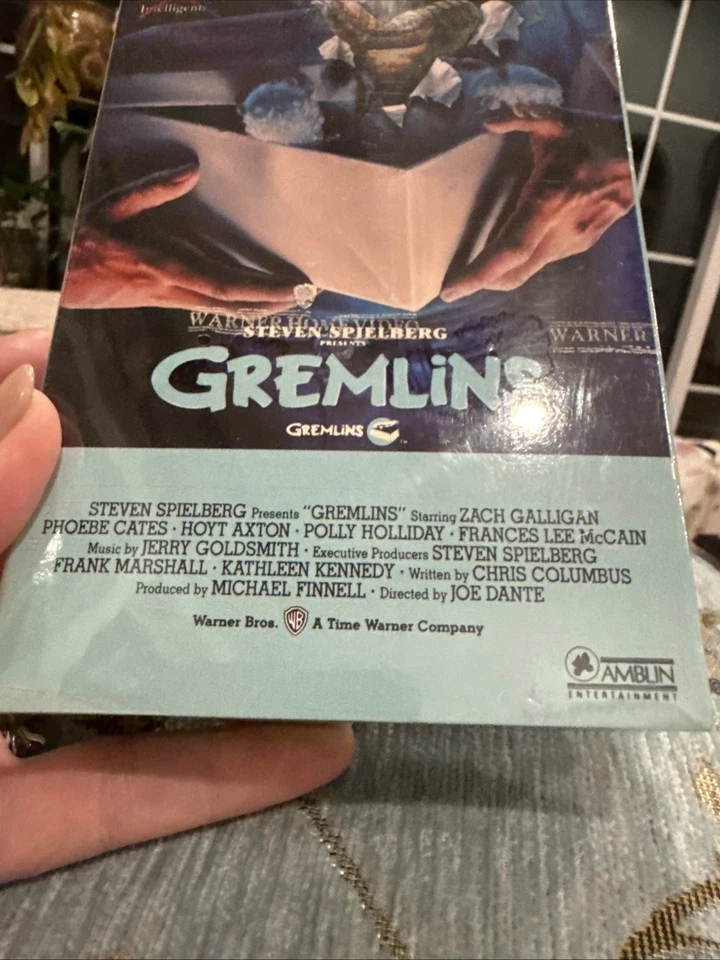 Intelligent.
WARNER HOME VIDEO
WARNER
STEVEN SPIELBERG
PRESENTS
GREMLiNS
GREMLiNS
STEVEN SPIELBERG Presents "GREMLINS" Starring ZACH GALLIGAN
PHOEBE CATES · HOYT AXTON · POLLY HOLLIDAY · FRANCES LEE McCAIN
Music by JERRY GOLDSMITH · Executive Producers STEVEN SPIELBERG
FRANK MARSHALL · KATHLEEN KENNEDY · Written by CHRIS COLUMBUS
Produced by MICHAEL FINNELL · Directed by JOE DANTE
Warner Bros. WB A Time Warner Company
AMBLIN
ENTERTAINMENT